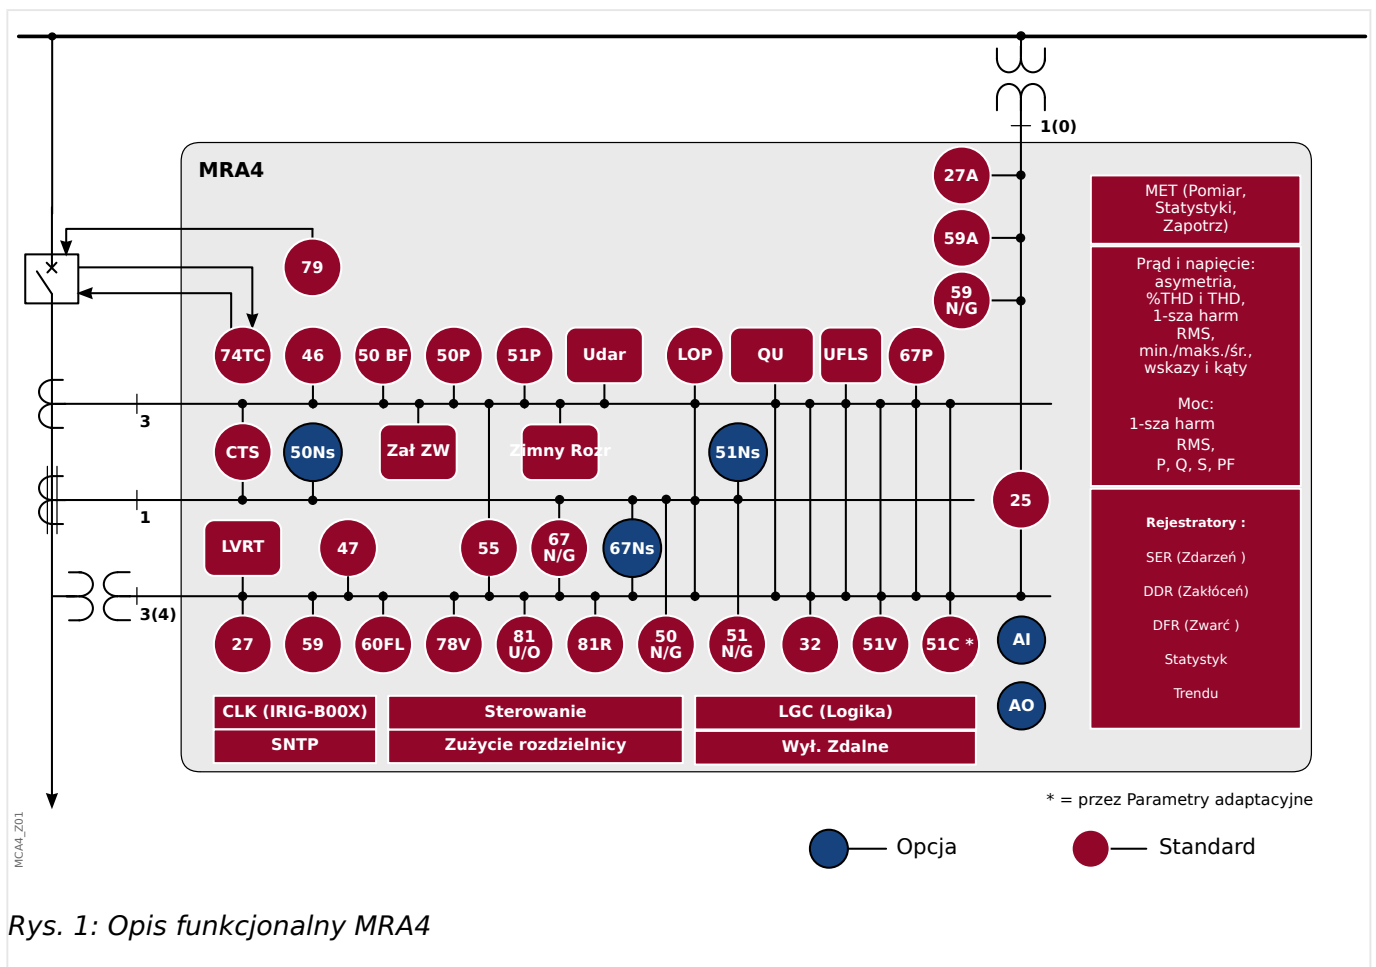 1(0)
MRA4
27A
59A
59
N/G
79
74TC
46
50 BF
50P
51P
Udar
LOP
QU
UFLS
67P
3
CTS
50Ns
Zał ZW
Zimny Rozr
51Ns
1
25
LVRT
47
55
67
N/G
67Ns
3(4)
27
59
60FL
78V
81
U/O
81R
50
N/G
51
N/G
32
51V
51C *
AI
AO
CLK (IRIG-B00X)
SNTP
Sterowanie
Zużycie rozdzielnicy
LGC (Logika)
Wył. Zdalne
MET (Pomiar,
Statystyki,
Zapotrz)
Prąd i napięcie:
asymetria,
%THD i THD,
1-sza harm
RMS,
min./maks./śr.,
wskazy i kąty
Moc:
1-sza harm
RMS,
P, Q, S, PF
Rejestratory :
SER (Zdarzeń )
DDR (Zakłóceń)
DFR (Zwarć )
Statystyk
Trendu
* = przez Parametry adaptacyjne
Opcja
Standard
MCA4_Z01
Rys. 1: Opis funkcjonalny MRA4